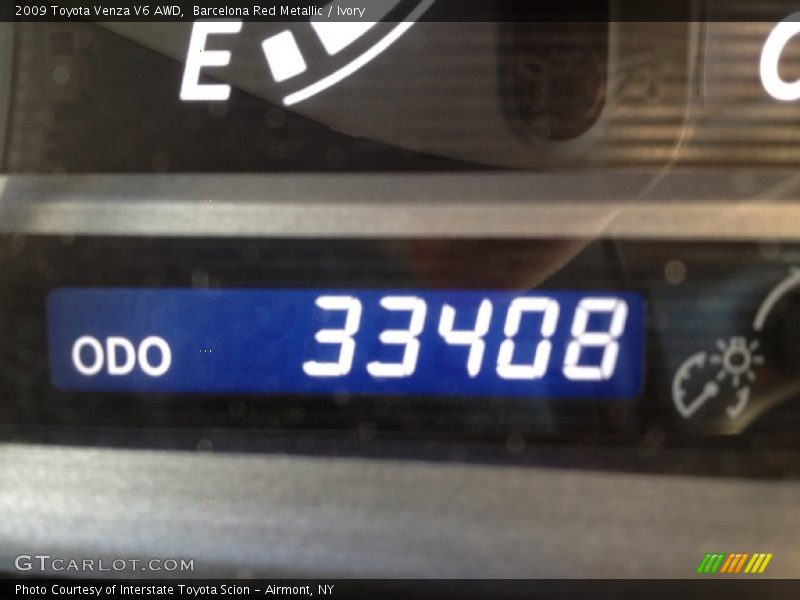 2009 Toyota Venza V6 AWD, Barcelona Red Metallic / Ivory
E
ODO 33408
GTCARLOT.COM
Photo Courtesy of Interstate Toyota Scion - Airmont, NY